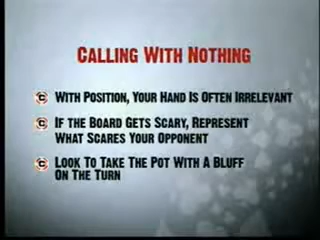 CALLING WITH NOTHING
WITH POSITION, YOUR HAND IS OFTEN IRRELEVANT
IF THE BOARD GETS SCARY, REPRESENT
WHAT SCARES YOUR OPPONENT
LOOK TO TAKE THE POT WITH A BLUFF
ON THE TURN